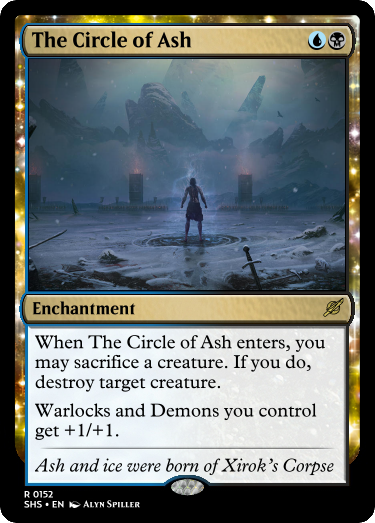 The Circle of Ash
Enchantment
When The Circle of Ash enters, you
may sacrifice a creature. If you do,
destroy target creature.
Warlocks and Demons you control
get +1/+1.
Ash and ice were born of Xirok's Corpse
R 0152
SHS • EN ALYN SPILLER